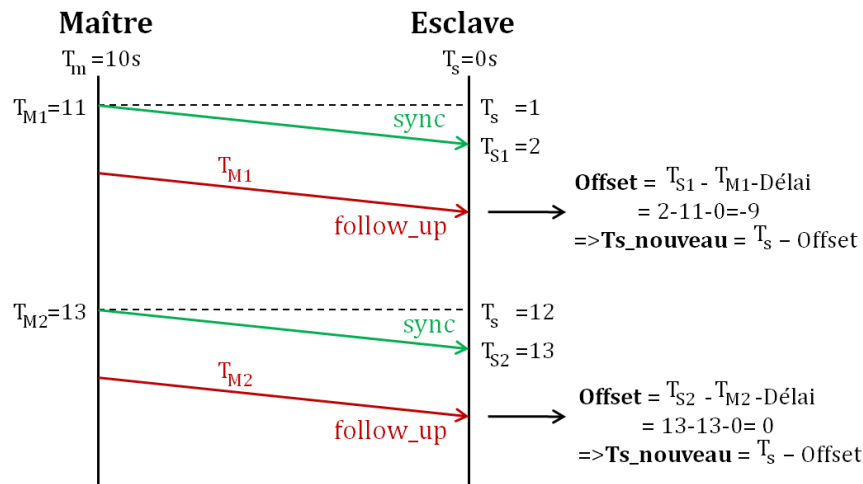 Maître
Esclave
Tm=10s
Ts=0s
TM1=11
Ts =1
sync
TS1=2
TM1
follow_up
Offset = TS1 - TM1-Délai
= 2-11-0=-9
=>Ts_nouveau = Ts – Offset
TM2=13
Ts =12
sync
TS2=13
TM2
follow_up
Offset = TS2 -TM2-Délai
= 13-13-0= 0
=>Ts_nouveau = Ts – Offset